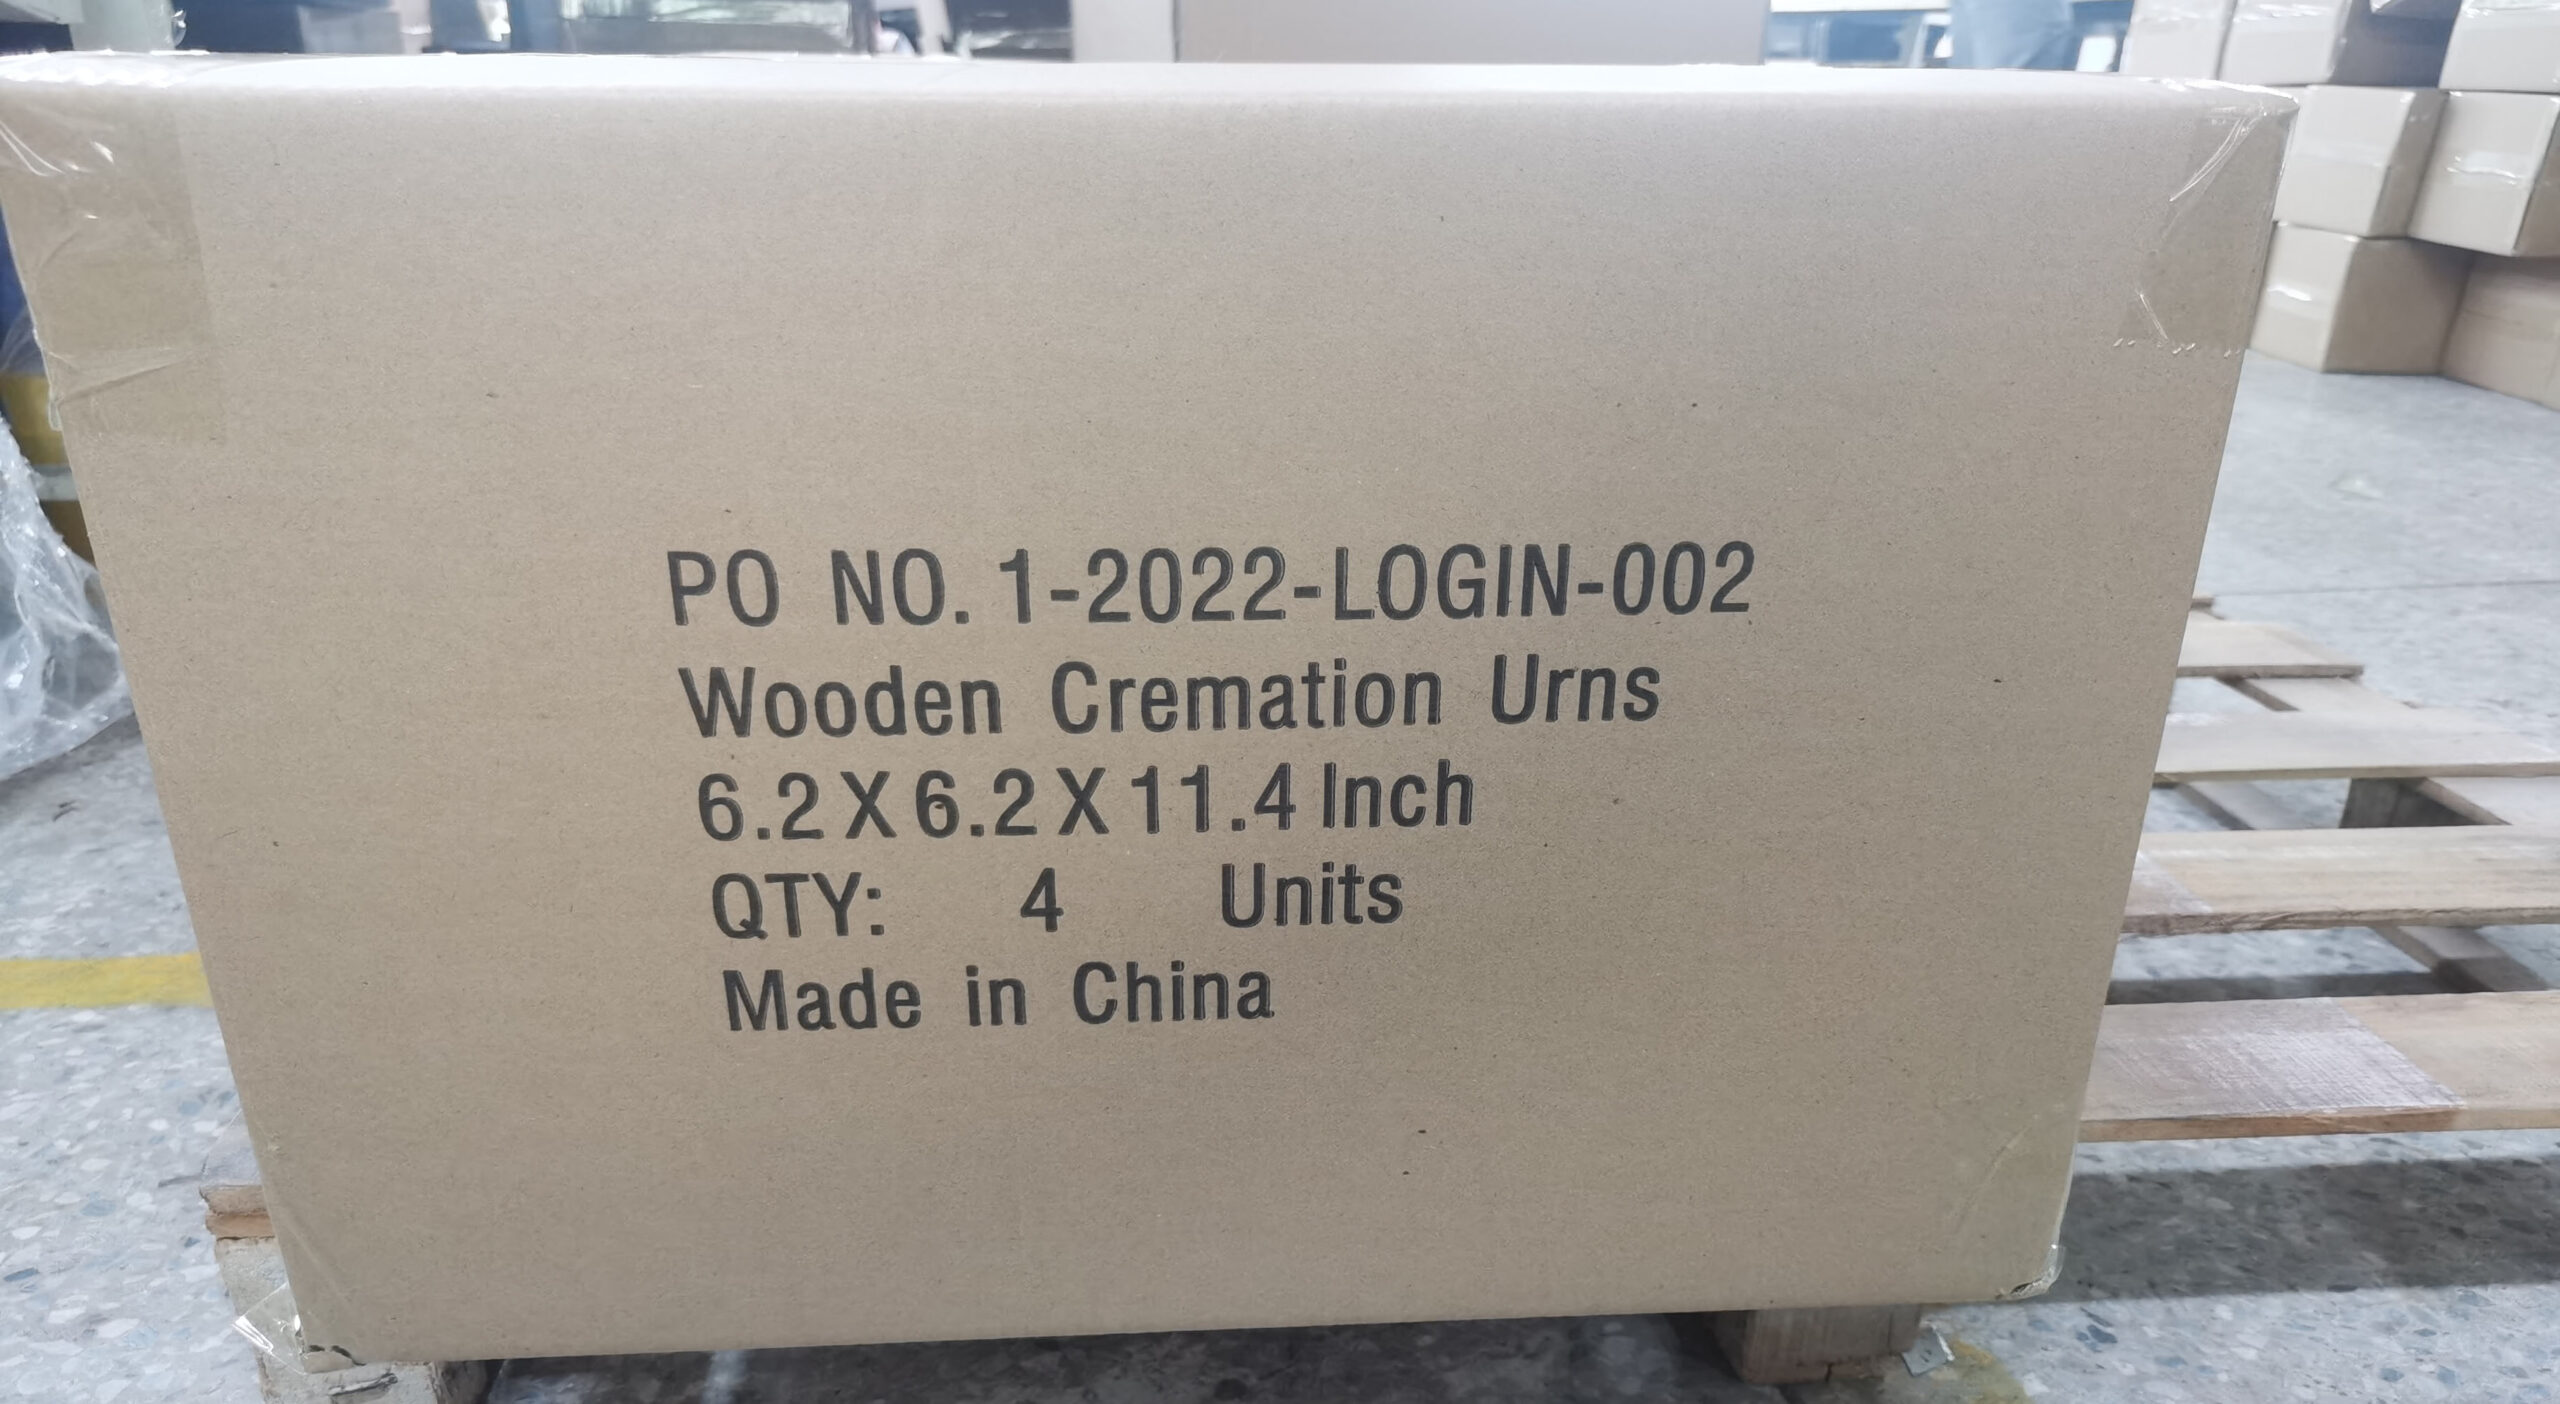 PO NO. 1-2022-LOGIN-002
Wooden Cremation Urns
6.2 X 6.2 X 11.4 Inch
QTY: 4 Units
Made in China